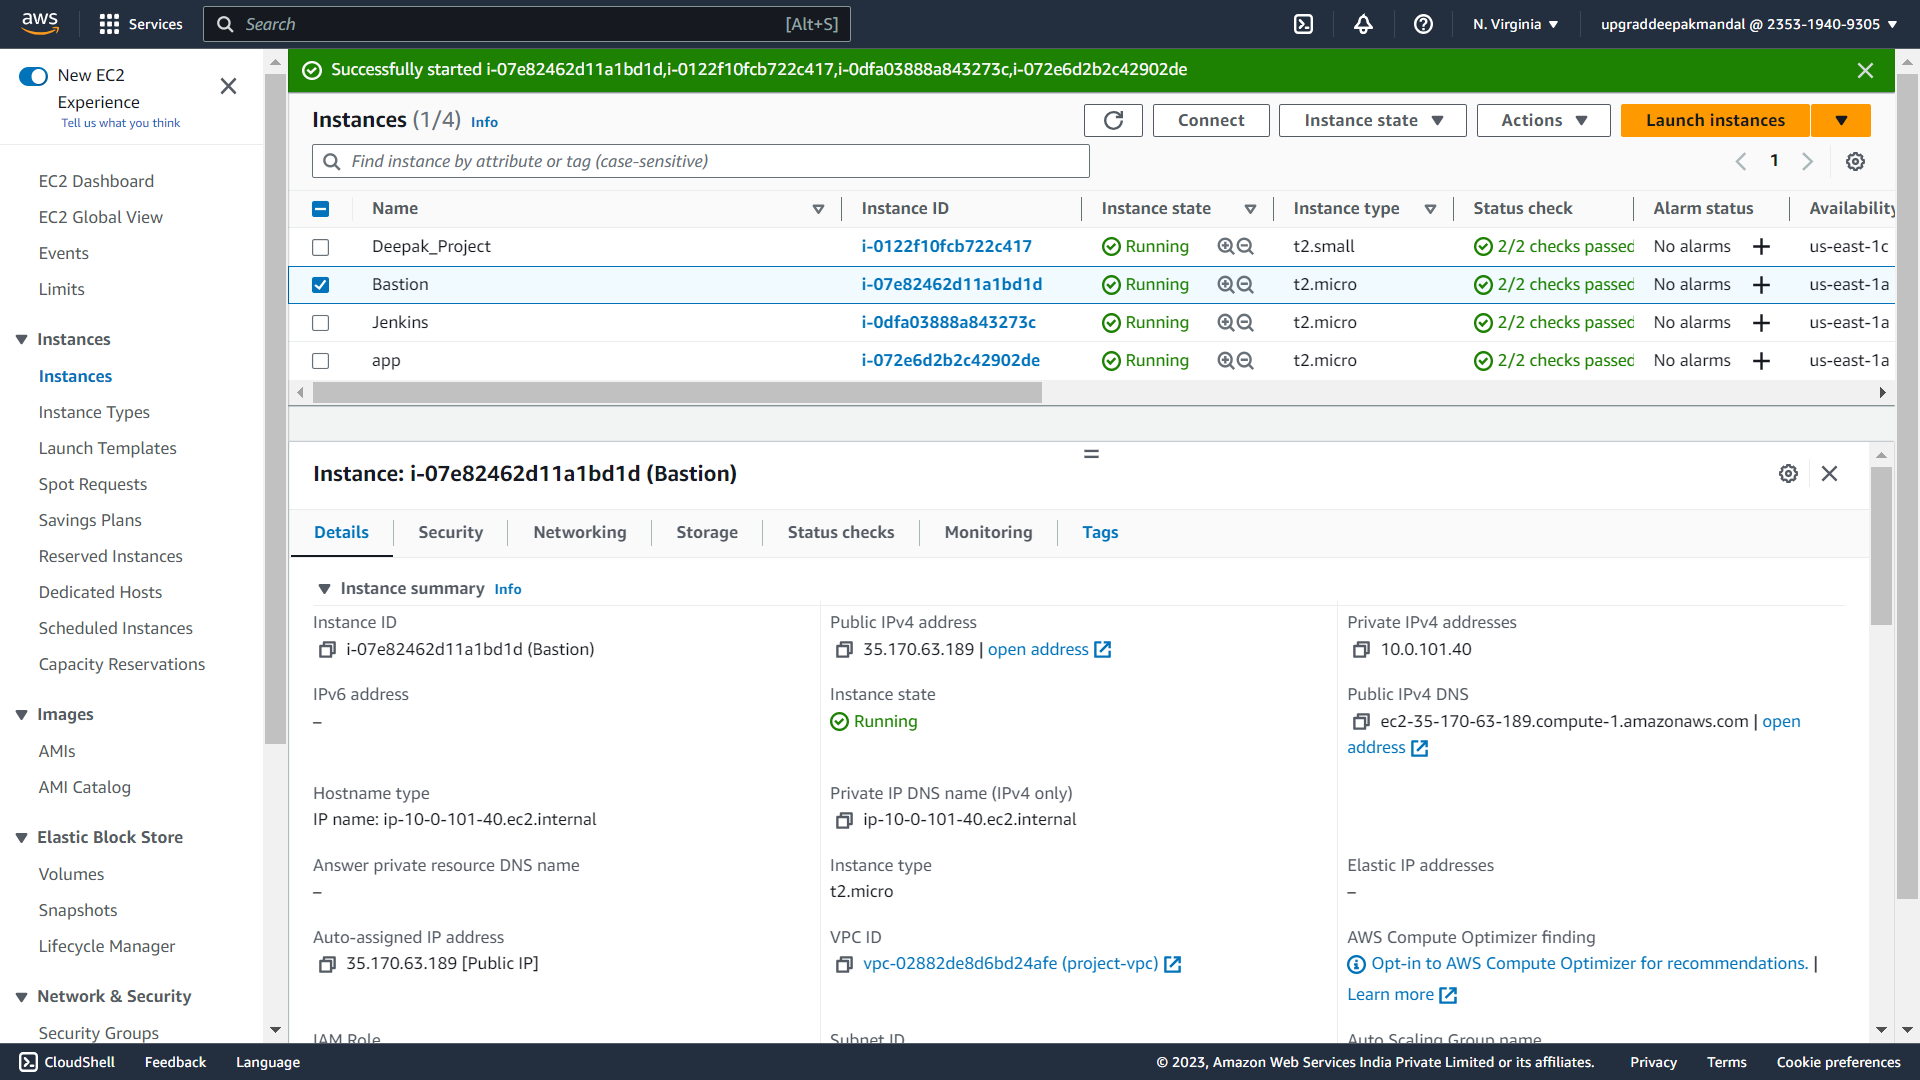 aws
Services
Search
[Alt+S]
N. Virginia
upgraddeepakmandal @ 2353-1940-9305
New EC2
Experience
Tell us what you think
EC2 Dashboard
EC2 Global View
Events
Limits
Instances
Instances
Instance Types
Launch Templates
Spot Requests
Savings Plans
Reserved Instances
Dedicated Hosts
Scheduled Instances
Capacity Reservations
Images
AMIs
AMI Catalog
Elastic Block Store
Volumes
Snapshots
Lifecycle Manager
Network & Security
Security Groups
Successfully started i-07e82462d11a1bd1d,i-0122f10fcb722c417,i-0dfa03888a843273c,i-072e6d2b2c42902de
Instances (1/4) Info
Connect
Instance state
Actions
Launch instances
Find instance by attribute or tag (case-sensitive)
1
Name Instance ID Instance state Instance type Status check Alarm status Availability
Deepak_Project i-0122f10fcb722c417 Running t2.small 2/2 checks passed No alarms us-east-1c
Bastion i-07e82462d11a1bd1d Running t2.micro 2/2 checks passed No alarms us-east-1a
Jenkins i-0dfa03888a843273c Running t2.micro 2/2 checks passed No alarms us-east-1a
app i-072e6d2b2c42902de Running t2.micro 2/2 checks passed No alarms us-east-1a
Instance: i-07e82462d11a1bd1d (Bastion)
Details Security Networking Storage Status checks Monitoring Tags
Instance summary Info
Instance ID
i-07e82462d11a1bd1d (Bastion)
Public IPv4 address
35.170.63.189 | open address
Private IPv4 addresses
10.0.101.40
IPv6 address
–
Instance state
Running
Public IPv4 DNS
ec2-35-170-63-189.compute-1.amazonaws.com | open
address
Hostname type
IP name: ip-10-0-101-40.ec2.internal
Private IP DNS name (IPv4 only)
ip-10-0-101-40.ec2.internal
Answer private resource DNS name
–
Instance type
t2.micro
Elastic IP addresses
–
Auto-assigned IP address
35.170.63.189 [Public IP]
VPC ID
vpc-02882de8d6bd24afe (project-vpc)
AWS Compute Optimizer finding
Opt-in to AWS Compute Optimizer for recommendations. |
Learn more
IAM Role
Subnet ID
Auto Scaling Group name
CloudShell
Feedback
Language
© 2023, Amazon Web Services India Private Limited or its affiliates.
Privacy
Terms
Cookie preferences